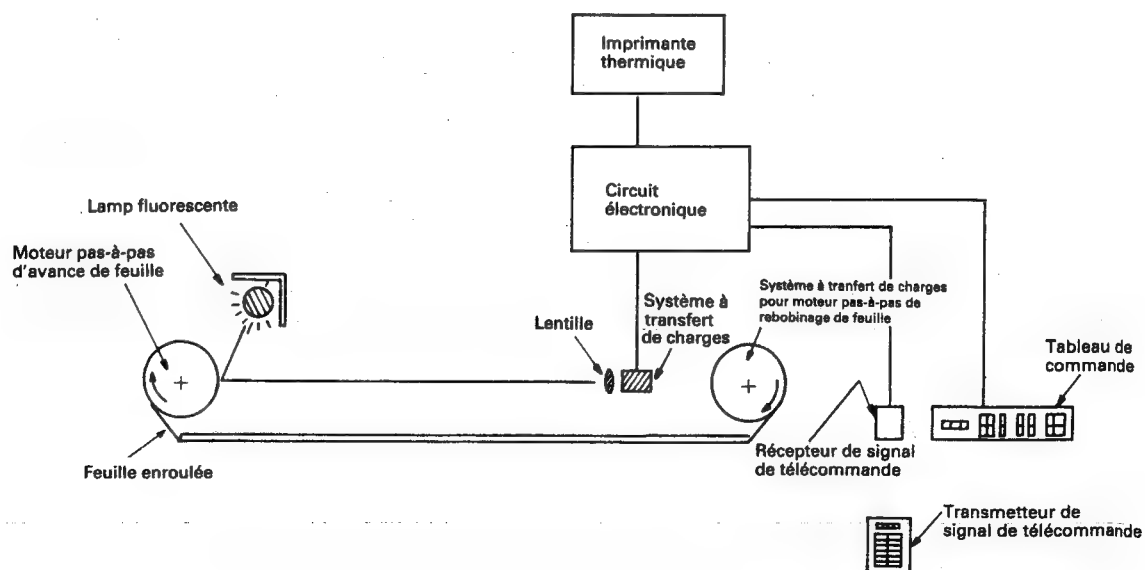 Imprimante
thermique
Circuit
électronique
Lamp fluorescente
Moteur pas-à-pas
d'avance de feuille
Lentille
Système à
transfert
de charges
Système à tranfert de charges
pour moteur pas-à-pas de
rebobinage de feuille
Tableau de
commande
Feuille enroulée
Récepteur de signal
de télécommande
Transmetteur de
signal de télécommande